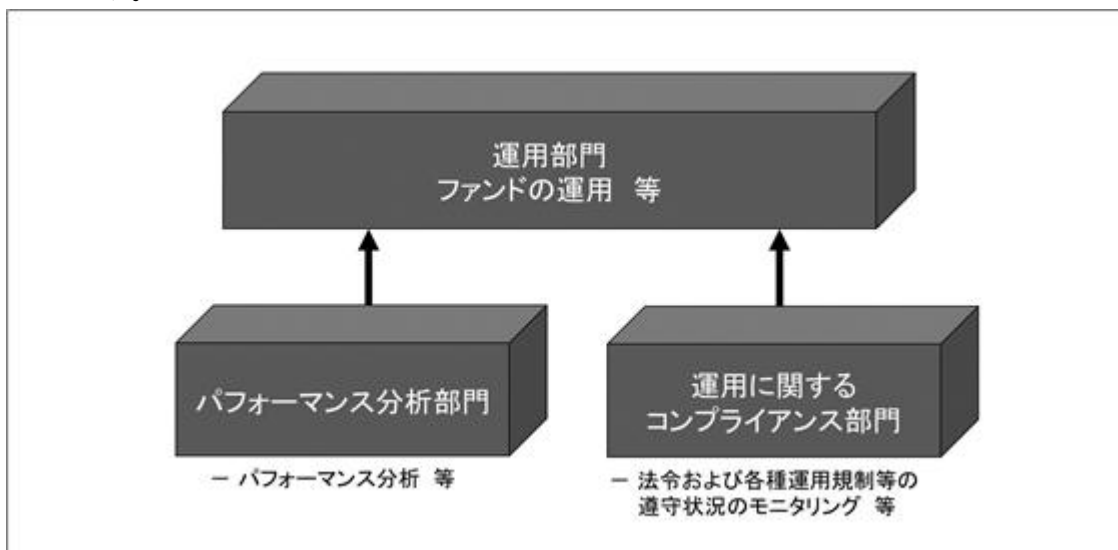 運用部門
ファンドの運用 等
パフォーマンス分析部門
－ パフォーマンス分析 等
運用に関する
コンプライアンス部門
－ 法令および各種運用規制等の
遵守状況のモニタリング 等